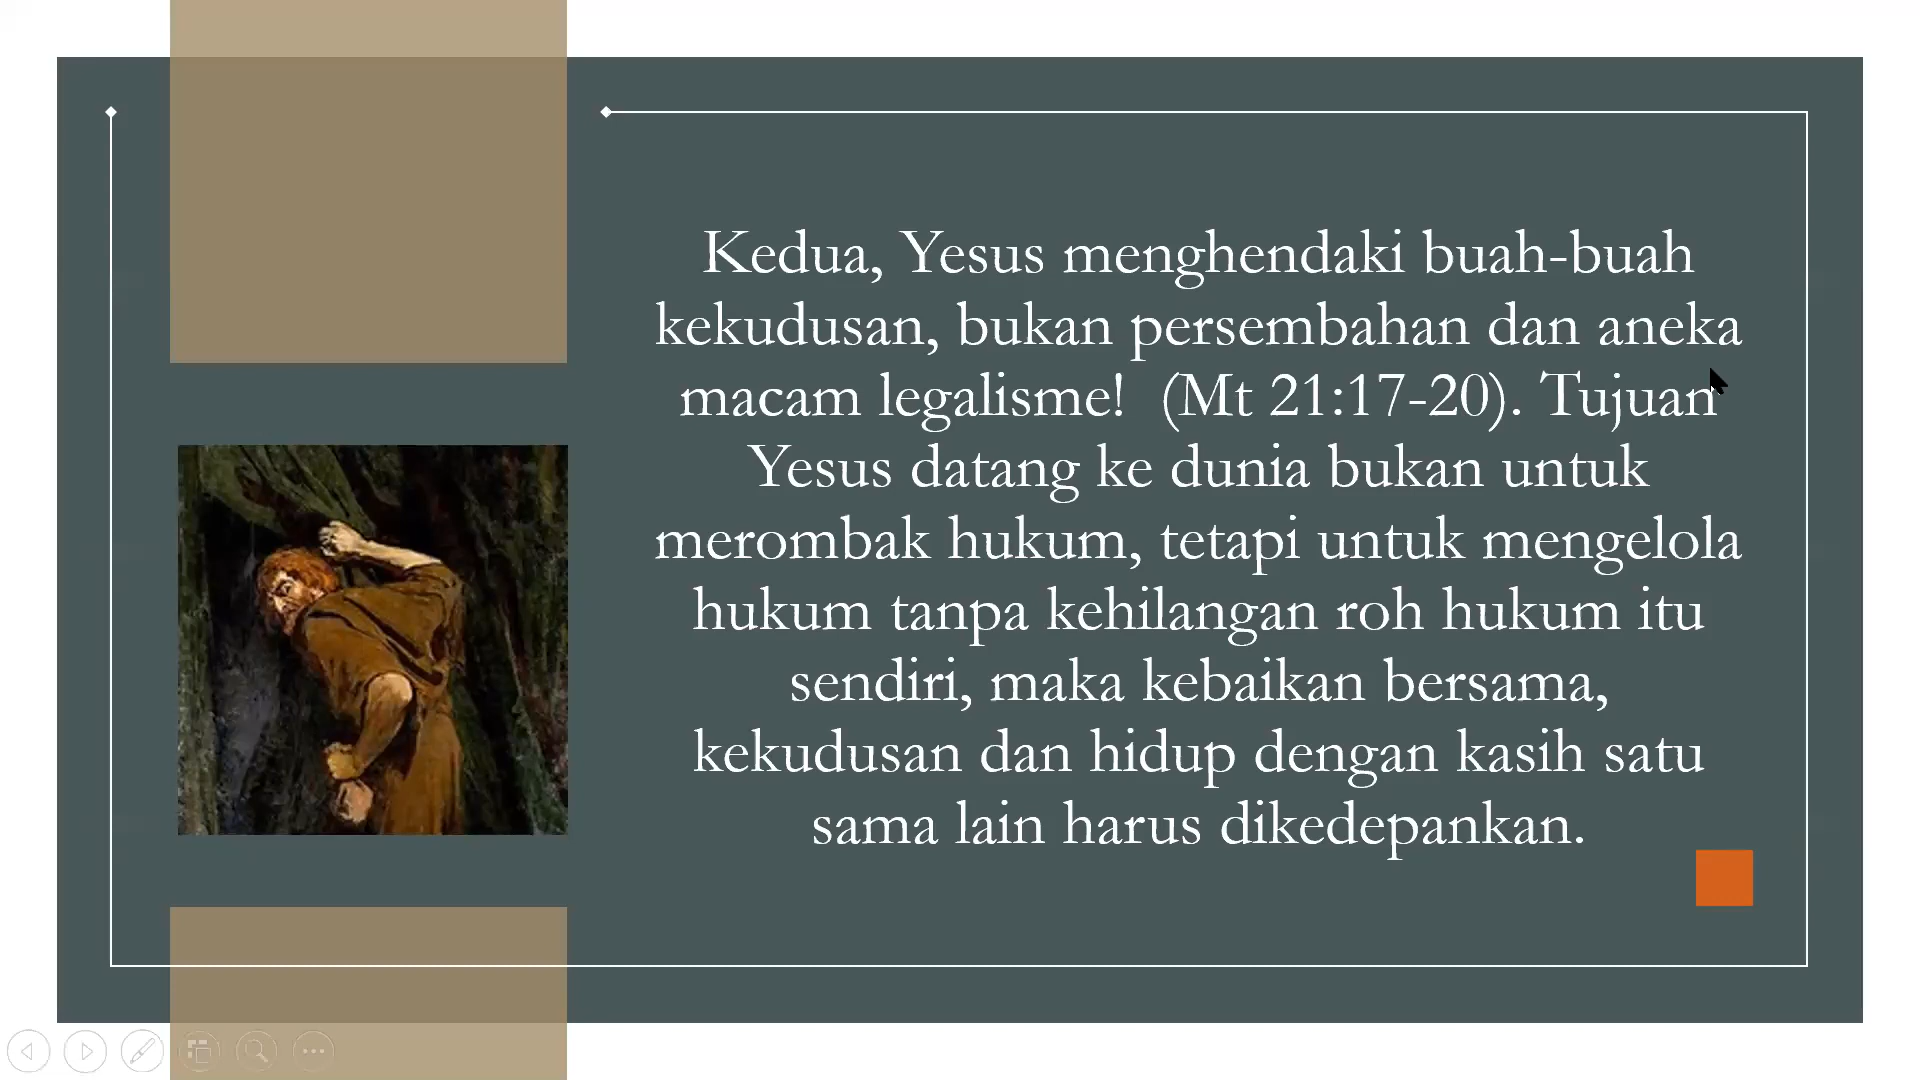 Kedua, Yesus menghendaki buah-buah
kekudusan, bukan persembahan dan aneka
macam legalisme!  (Mt 21:17-20). Tujuan
Yesus datang ke dunia bukan untuk
merombak hukum, tetapi untuk mengelola
hukum tanpa kehilangan roh hukum itu
sendiri, maka kebaikan bersama,
kekudusan dan hidup dengan kasih satu
sama lain harus dikedepankan.